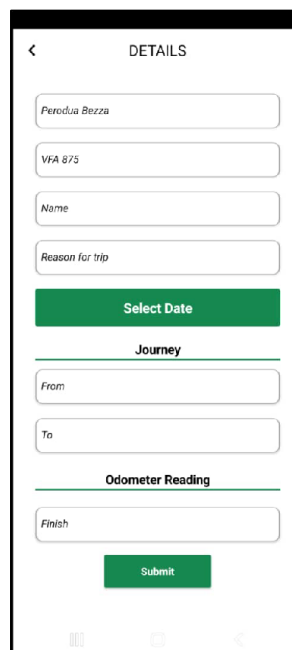 DETAILS
Perodua Bezza
VFA 875
Name
Reason for trip
Select Date
Journey
From
To
Odometer Reading
Finish
Submit